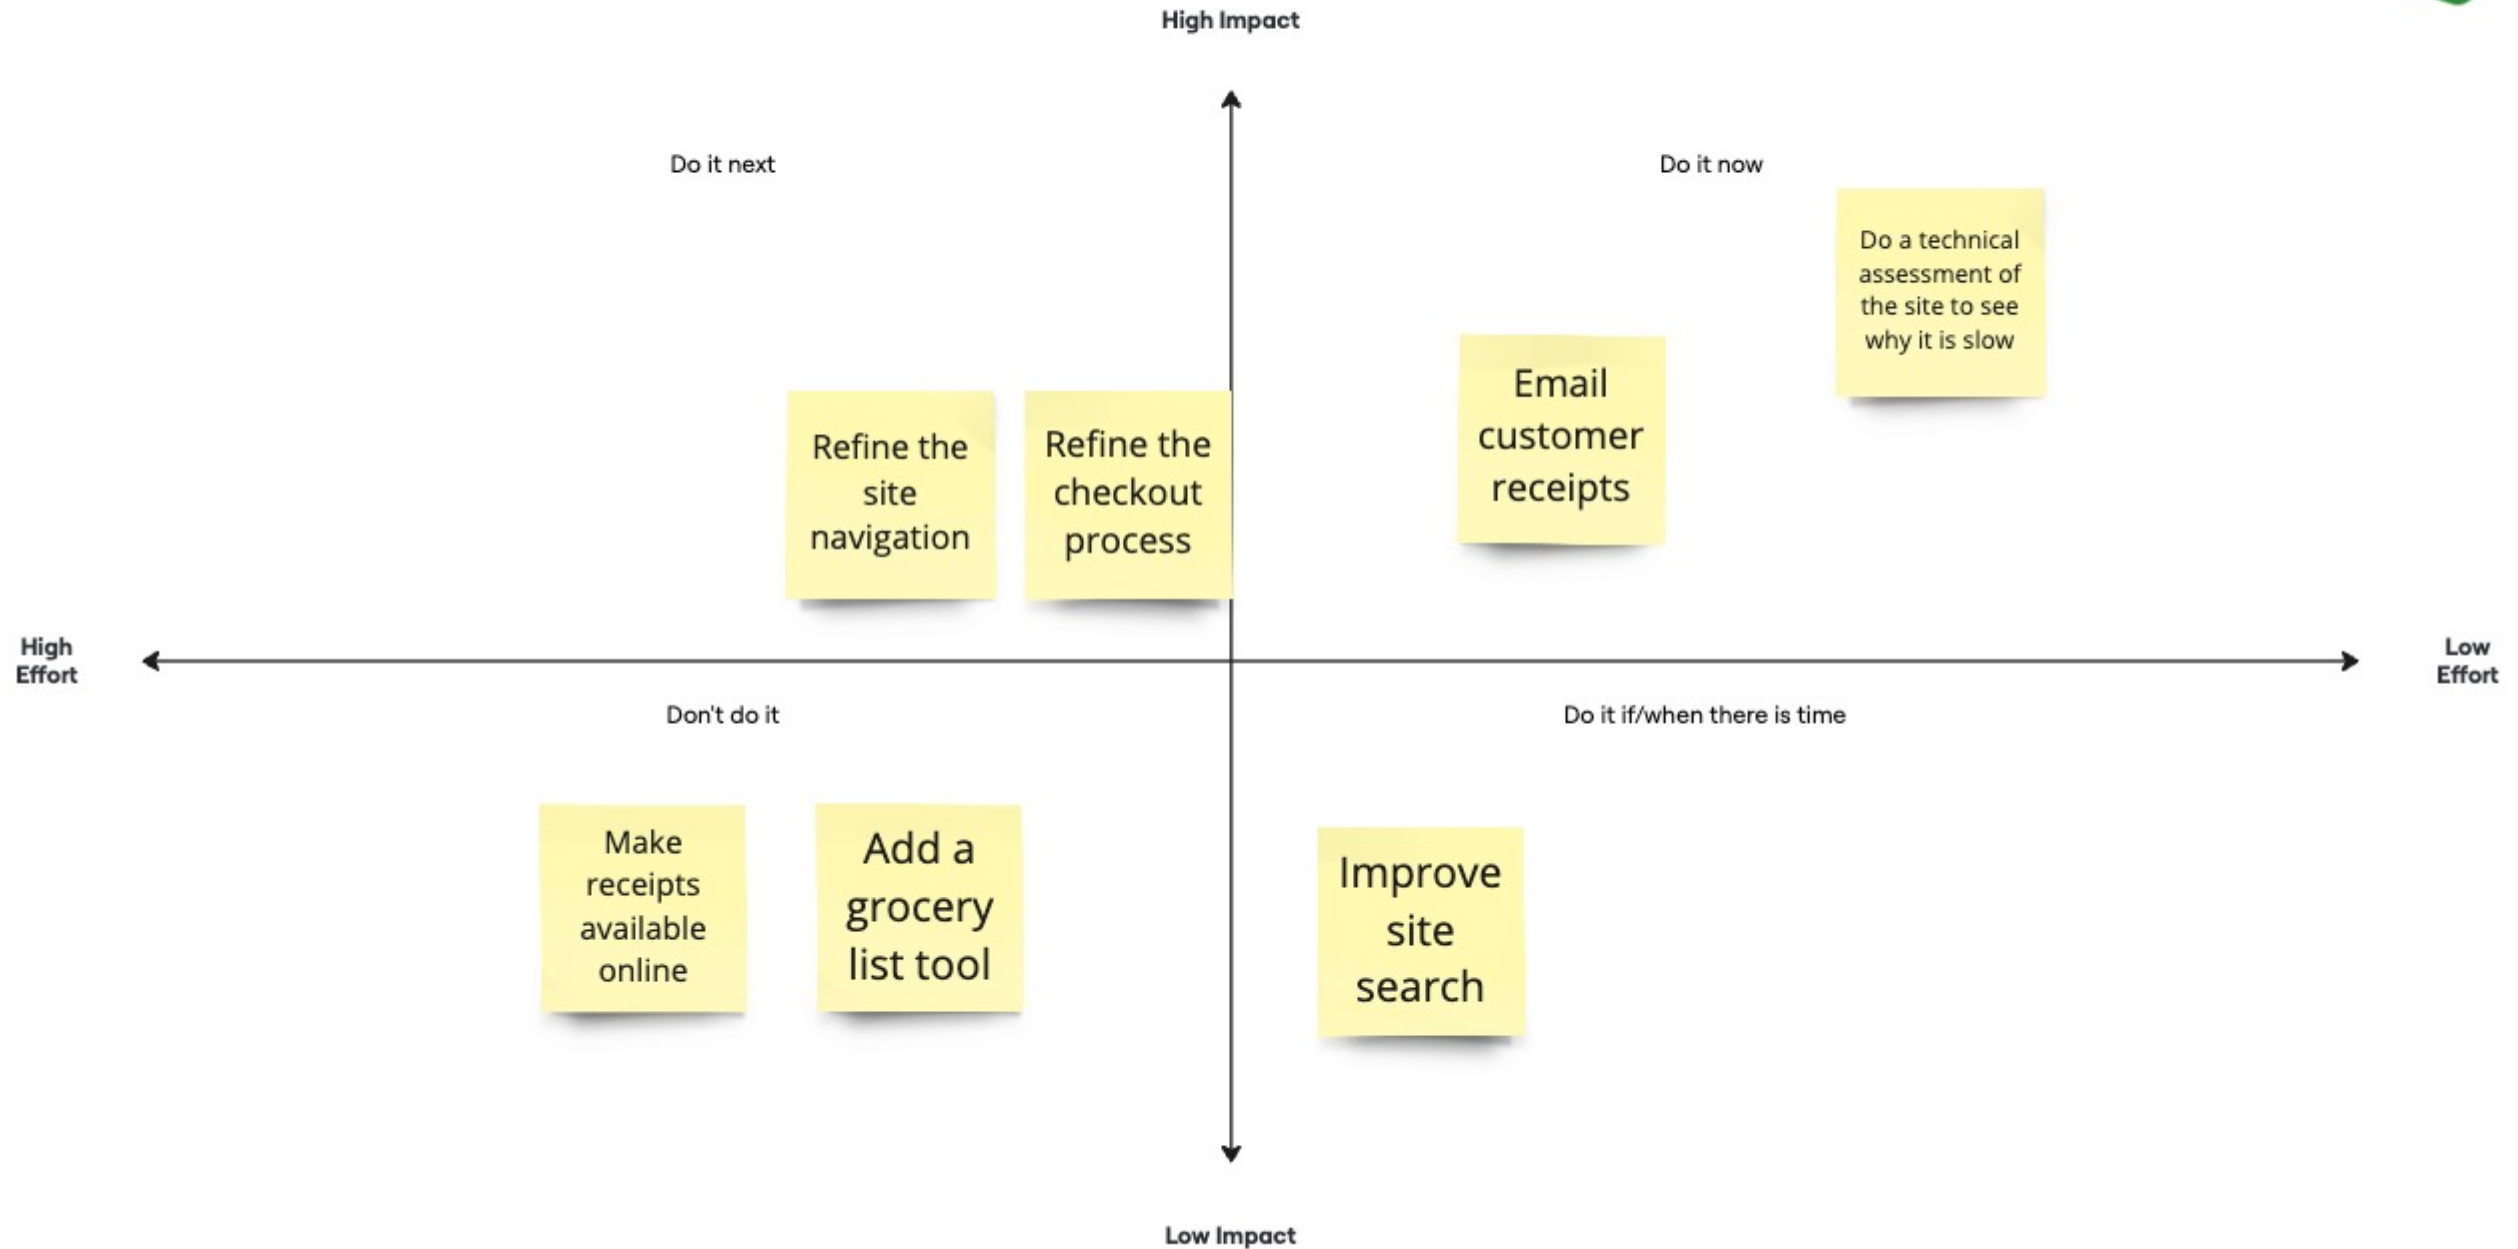 High Impact
Do it next
Do it now
Do a technical
assessment of
the site to see
why it is slow
Email
customer
receipts
Refine the
site
navigation
Refine the
checkout
process
High
Effort
Low
Effort
Don't do it
Do it if/when there is time
Make
receipts
available
online
Add a
grocery
list tool
Improve
site
search
Low Impact